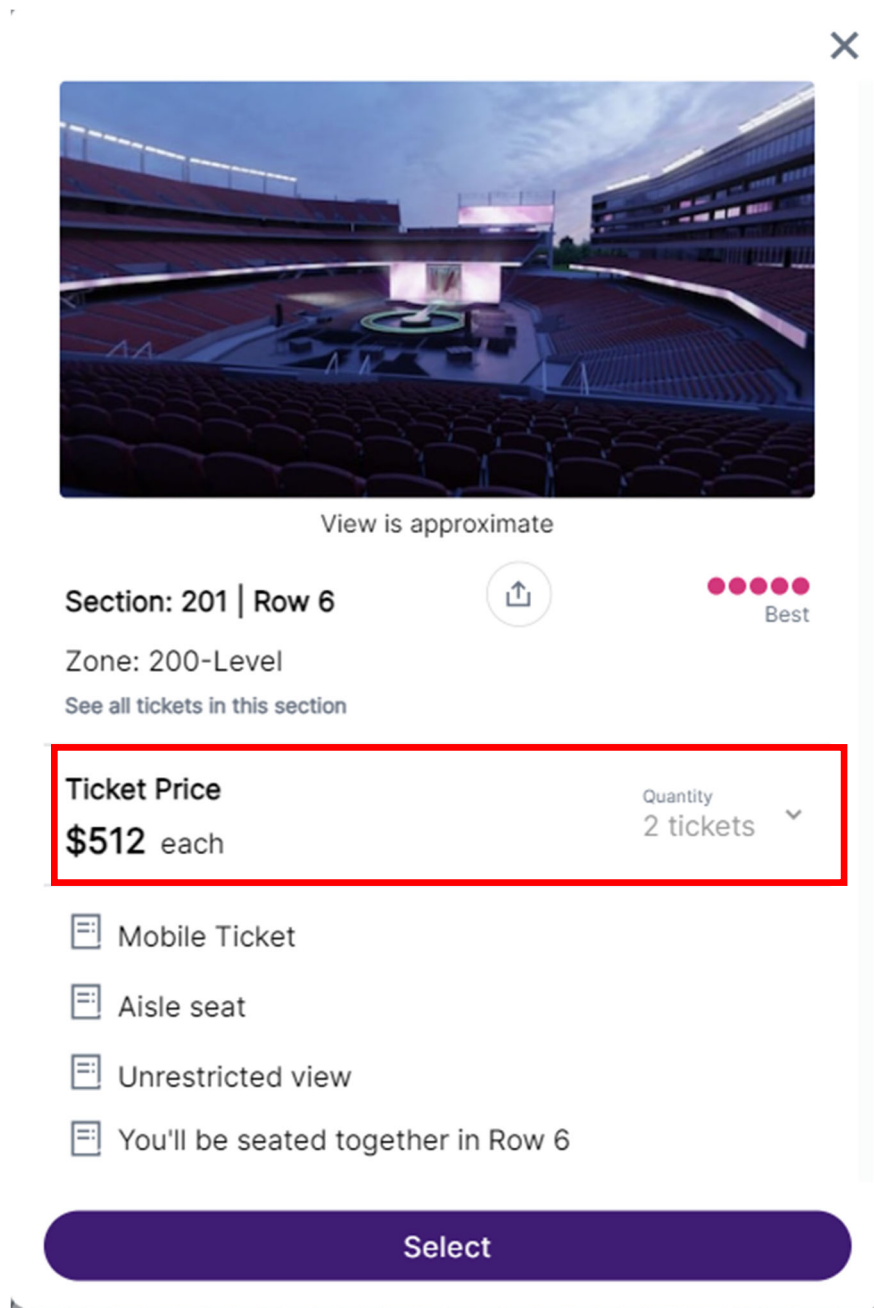 View is approximate
Section: 201 | Row 6
Best
Zone: 200-Level
See all tickets in this section
Ticket Price
$512 each
Quantity
2 tickets
Mobile Ticket
Aisle seat
Unrestricted view
You'll be seated together in Row 6
Select